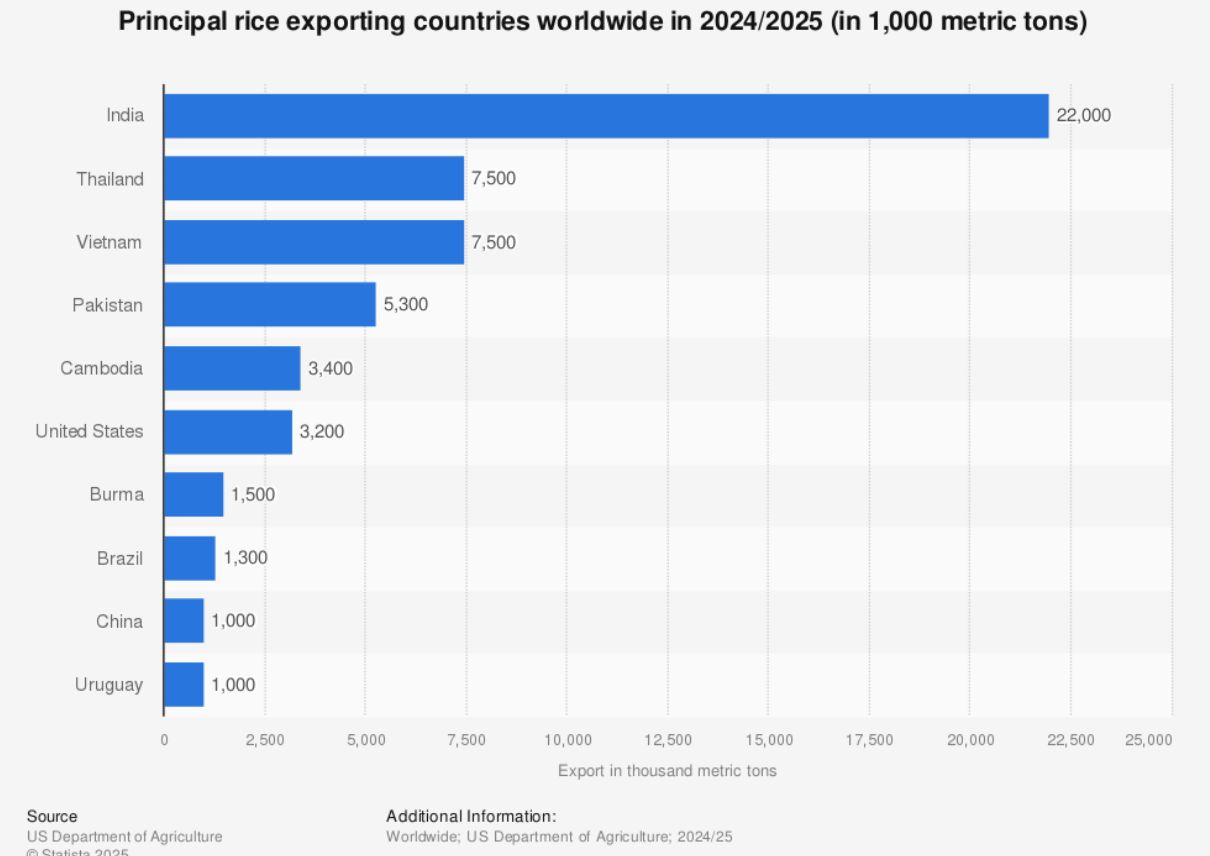 Principal rice exporting countries worldwide in 2024/2025 (in 1,000 metric tons)
India 22,000
Thailand 7,500
Vietnam 7,500
Pakistan 5,300
Cambodia 3,400
United States 3,200
Burma 1,500
Brazil 1,300
China 1,000
Uruguay 1,000
0 2,500 5,000 7,500 10,000 12,500 15,000 17,500 20,000 22,500 25,000
Export in thousand metric tons
Source
US Department of Agriculture
© Statista 2025
Additional Information:
Worldwide; US Department of Agriculture; 2024/25